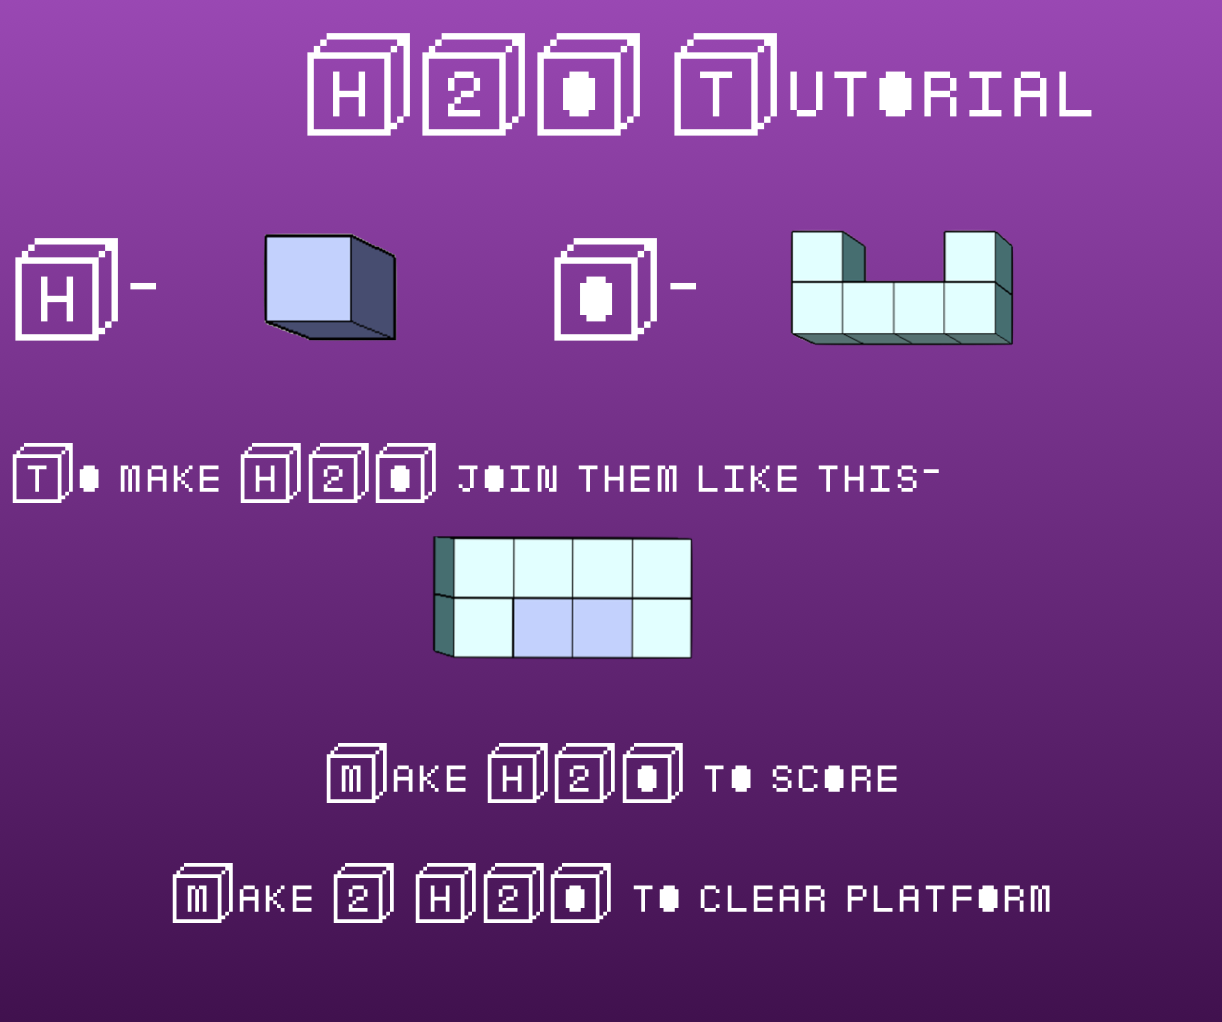 H2O Tutorial
H- O-
To make H2O join them like this-
Make H2O to score
Make 2 H2O to clear platform